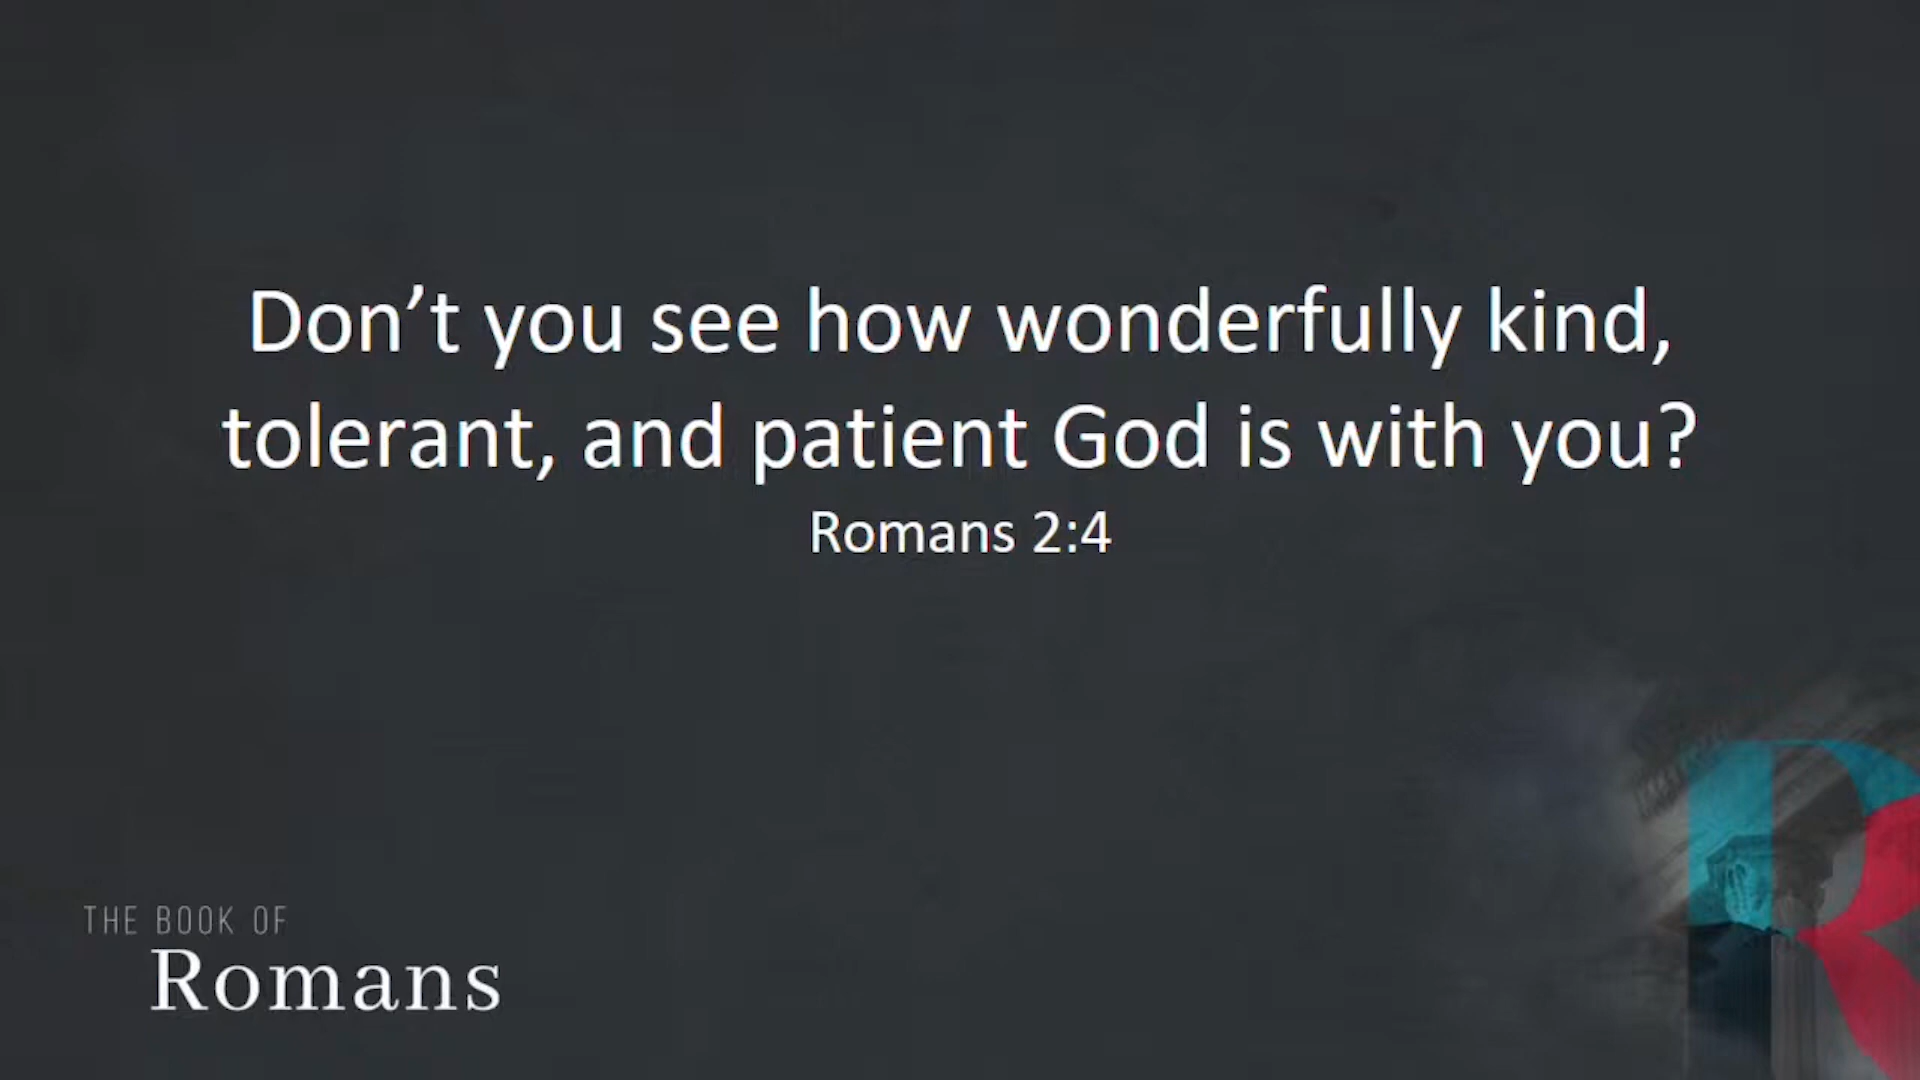 Don’t you see how wonderfully kind,
tolerant, and patient God is with you?
Romans 2:4
THE BOOK OF
Romans